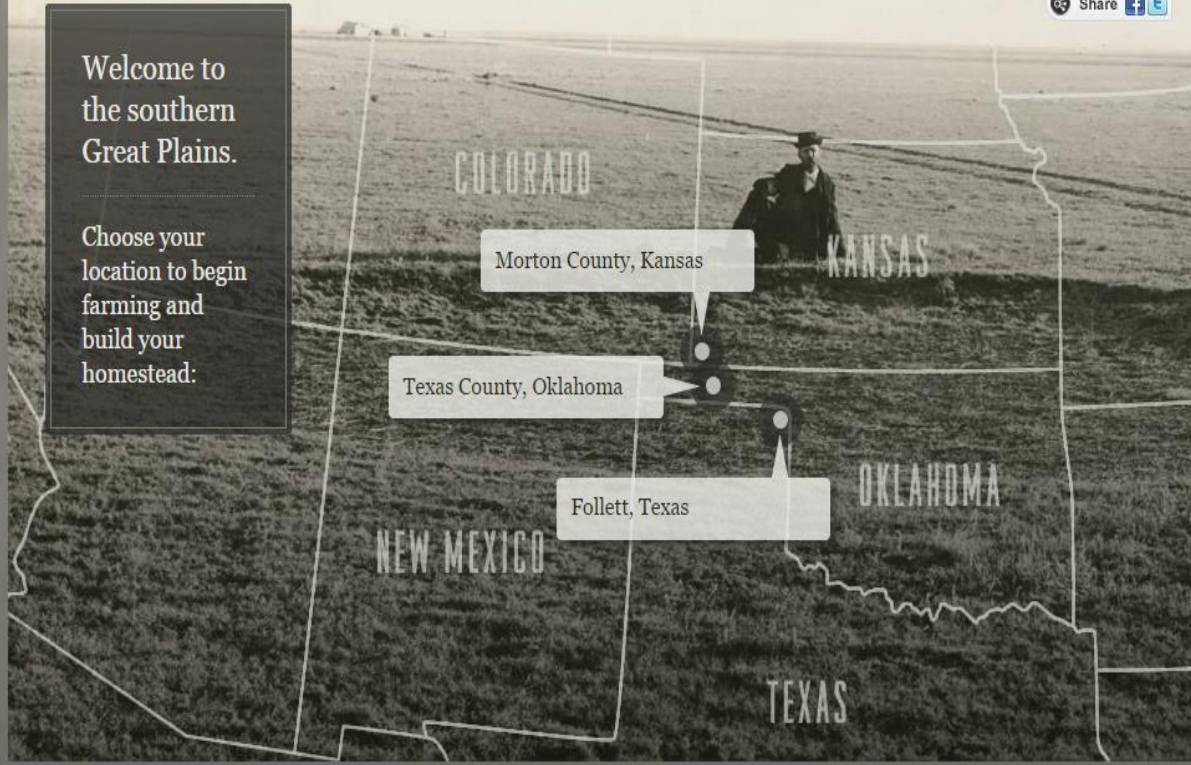 Share
Welcome to
the southern
Great Plains.
Choose your
location to begin
farming and
build your
homestead:
COLORADO
KANSAS
Morton County, Kansas
Texas County, Oklahoma
Follett, Texas
OKLAHOMA
NEW MEXICO
TEXAS